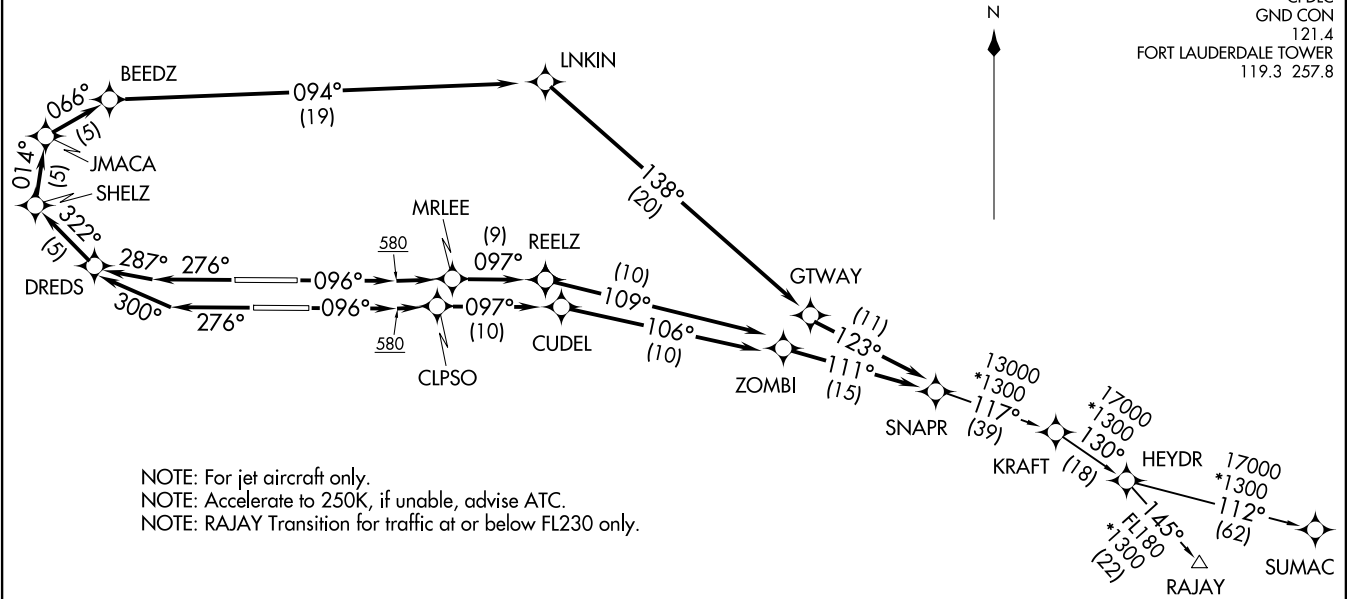 CPDLC
GND CON
121.4
FORT LAUDERDALE TOWER
119.3 257.8
N
LNKIN
BEEDZ
066°
(5)
094°
(19)
JMACA
014°
(5)
SHELZ
322°
(5)
138°
(20)
MRLEE
(9)
097°
REELZ
580
287°
276°
096°
DREDS
300°
276°
096°
580
097°
(10)
CUDEL
CLPSO
(10)
109°
106°
(10)
GTWAY
(11)
123°
ZOMBI
111°
(15)
SNAPR
13000
*1300
117°
(39)
KRAFT
17000
*1300
130°
(18)
HEYDR
17000
*1300
112°
(62)
SUMAC
145°
FL180
*1300
(22)
RAJAY
NOTE: For jet aircraft only.
NOTE: Accelerate to 250K, if unable, advise ATC.
NOTE: RAJAY Transition for traffic at or below FL230 only.